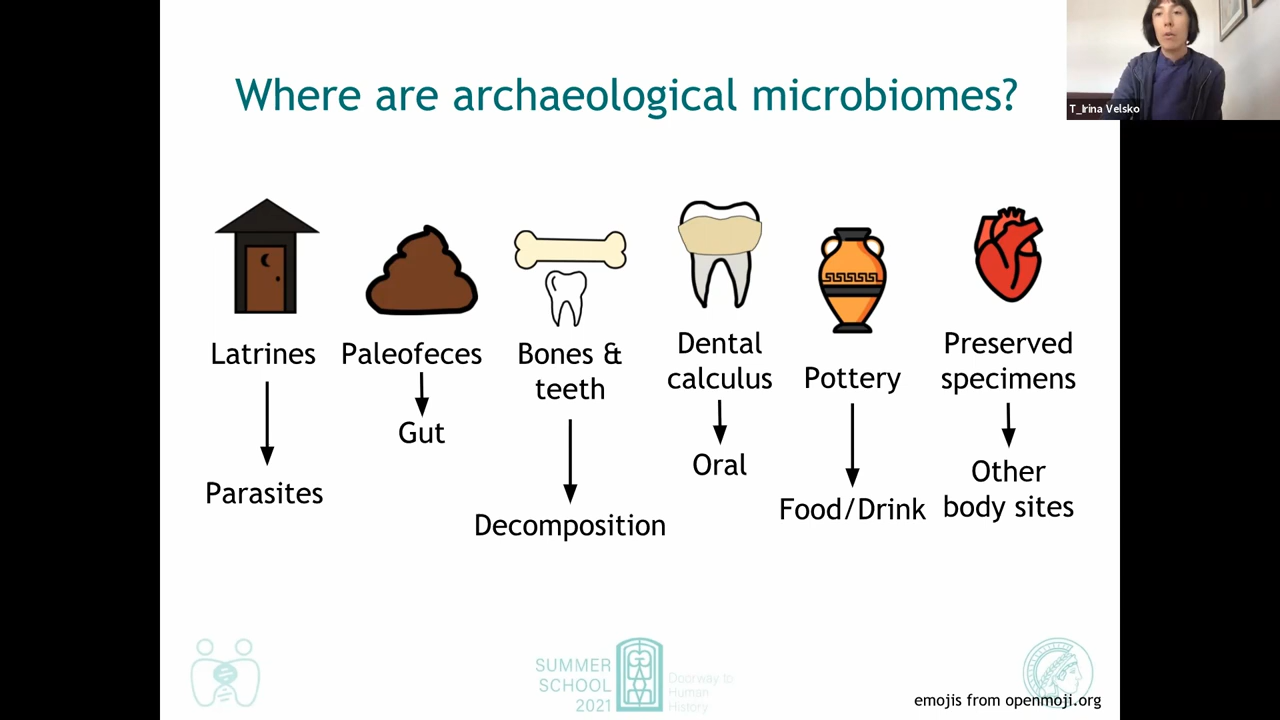 Where are archaeological microbiomes?
T_Irina Velsko
Latrines
Paleofeces
Bones &
teeth
Dental
calculus
Pottery
Preserved
specimens
Parasites
Gut
Decomposition
Oral
Food/Drink
Other
body sites
SUMMER
SCHOOL
2021
Doorway to
Human
History
emojis from openmoji.org